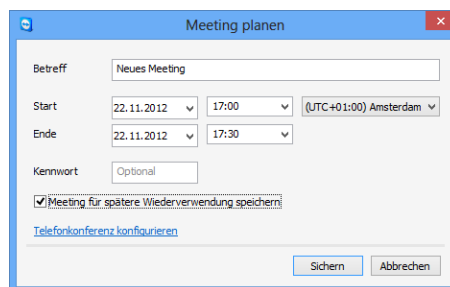 Meeting planen
Betreff Neues Meeting
Start 22.11.2012 17:00 (UTC+01:00) Amsterdam
Ende 22.11.2012 17:30
Kennwort Optional
Meeting für spätere Wiederverwendung speichern
Telefonkonferenz konfigurieren
Sichern Abbrechen